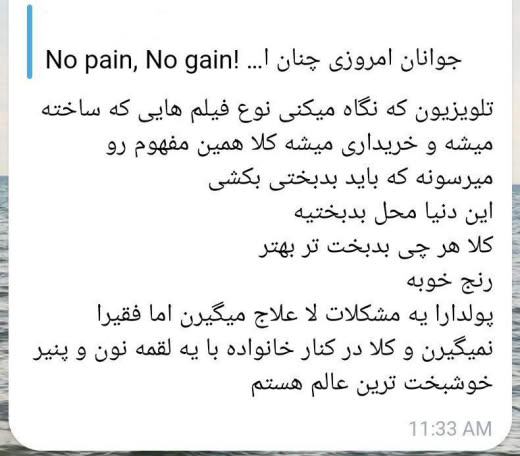 جوانان امروزی چنان ا... No pain, No gain!
تلویزیون که نگاه میکنی نوع فیلم هایی که ساخته
میشه و خریداری میشه کلا همین مفهوم رو
میرسونه که باید بدبختی بکشی
این دنیا محل بدبختیه
کلا هر چی بدبخت تر بهتر
رنج خوبه
پولدارا یه مشکلات لا علاج میگیرن اما فقیرا
نمیگیرن و کلا در کنار خانواده با یه لقمه نون و پنیر
خوشبخت ترین عالم هستم
11:33 AM